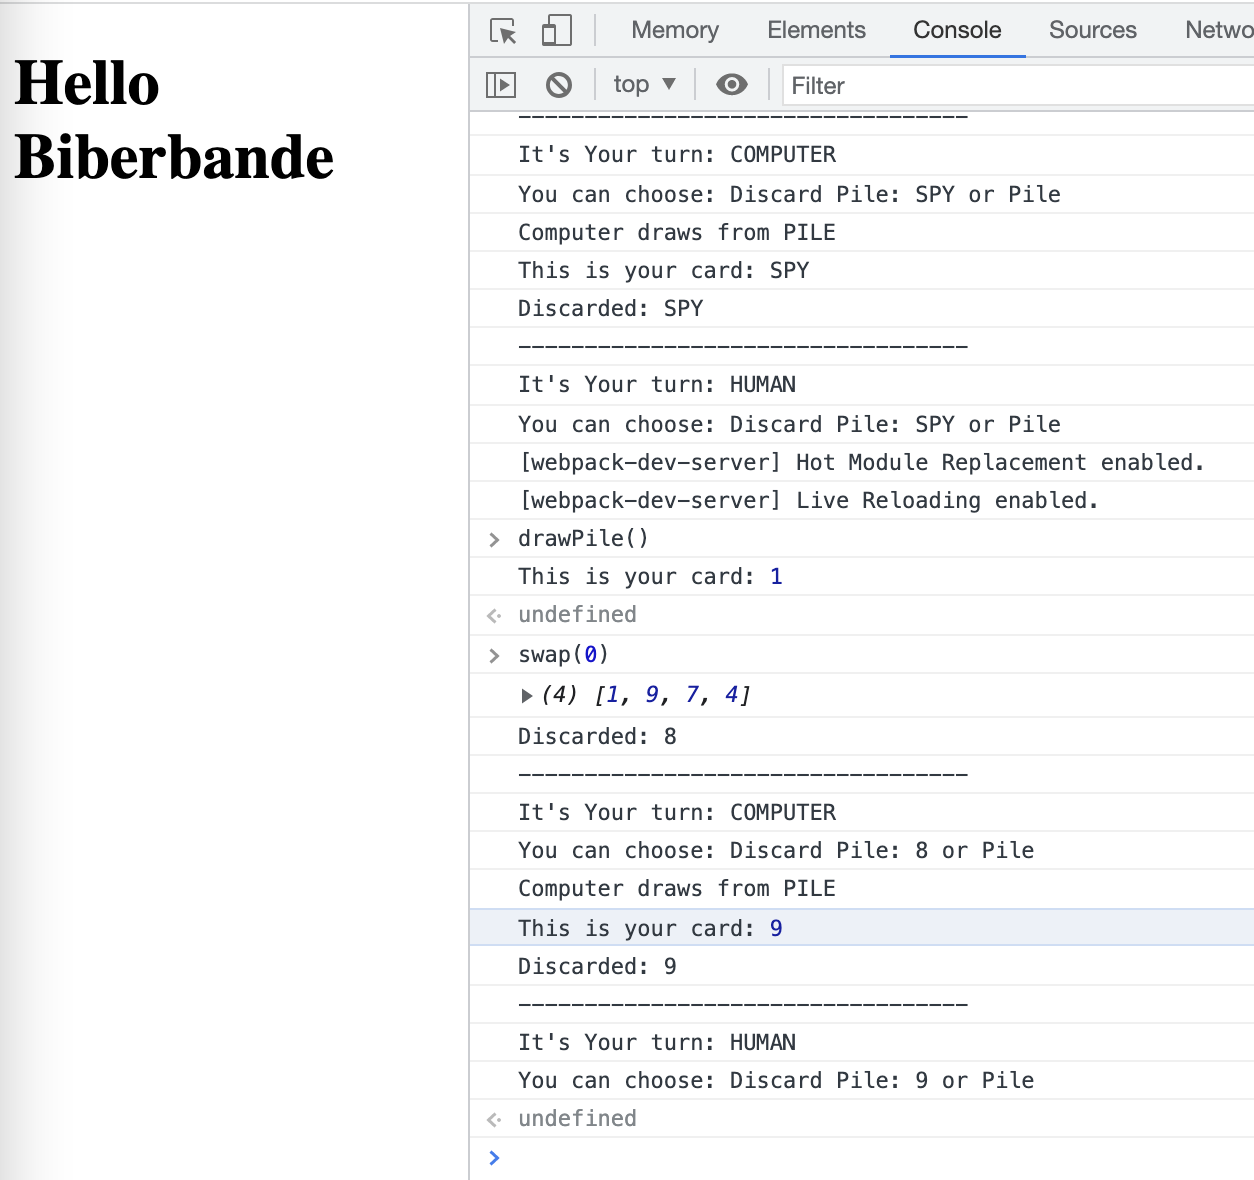 Hello
Biberbande
Memory Elements Console Sources Netwo
top ▼ Filter
----------------------------------
It's Your turn: COMPUTER
You can choose: Discard Pile: SPY or Pile
Computer draws from PILE
This is your card: SPY
Discarded: SPY
----------------------------------
It's Your turn: HUMAN
You can choose: Discard Pile: SPY or Pile
[webpack-dev-server] Hot Module Replacement enabled.
[webpack-dev-server] Live Reloading enabled.
> drawPile()
This is your card: 1
<· undefined
> swap(0)
▶ (4) [1, 9, 7, 4]
Discarded: 8
----------------------------------
It's Your turn: COMPUTER
You can choose: Discard Pile: 8 or Pile
Computer draws from PILE
This is your card: 9
Discarded: 9
----------------------------------
It's Your turn: HUMAN
You can choose: Discard Pile: 9 or Pile
<· undefined
>